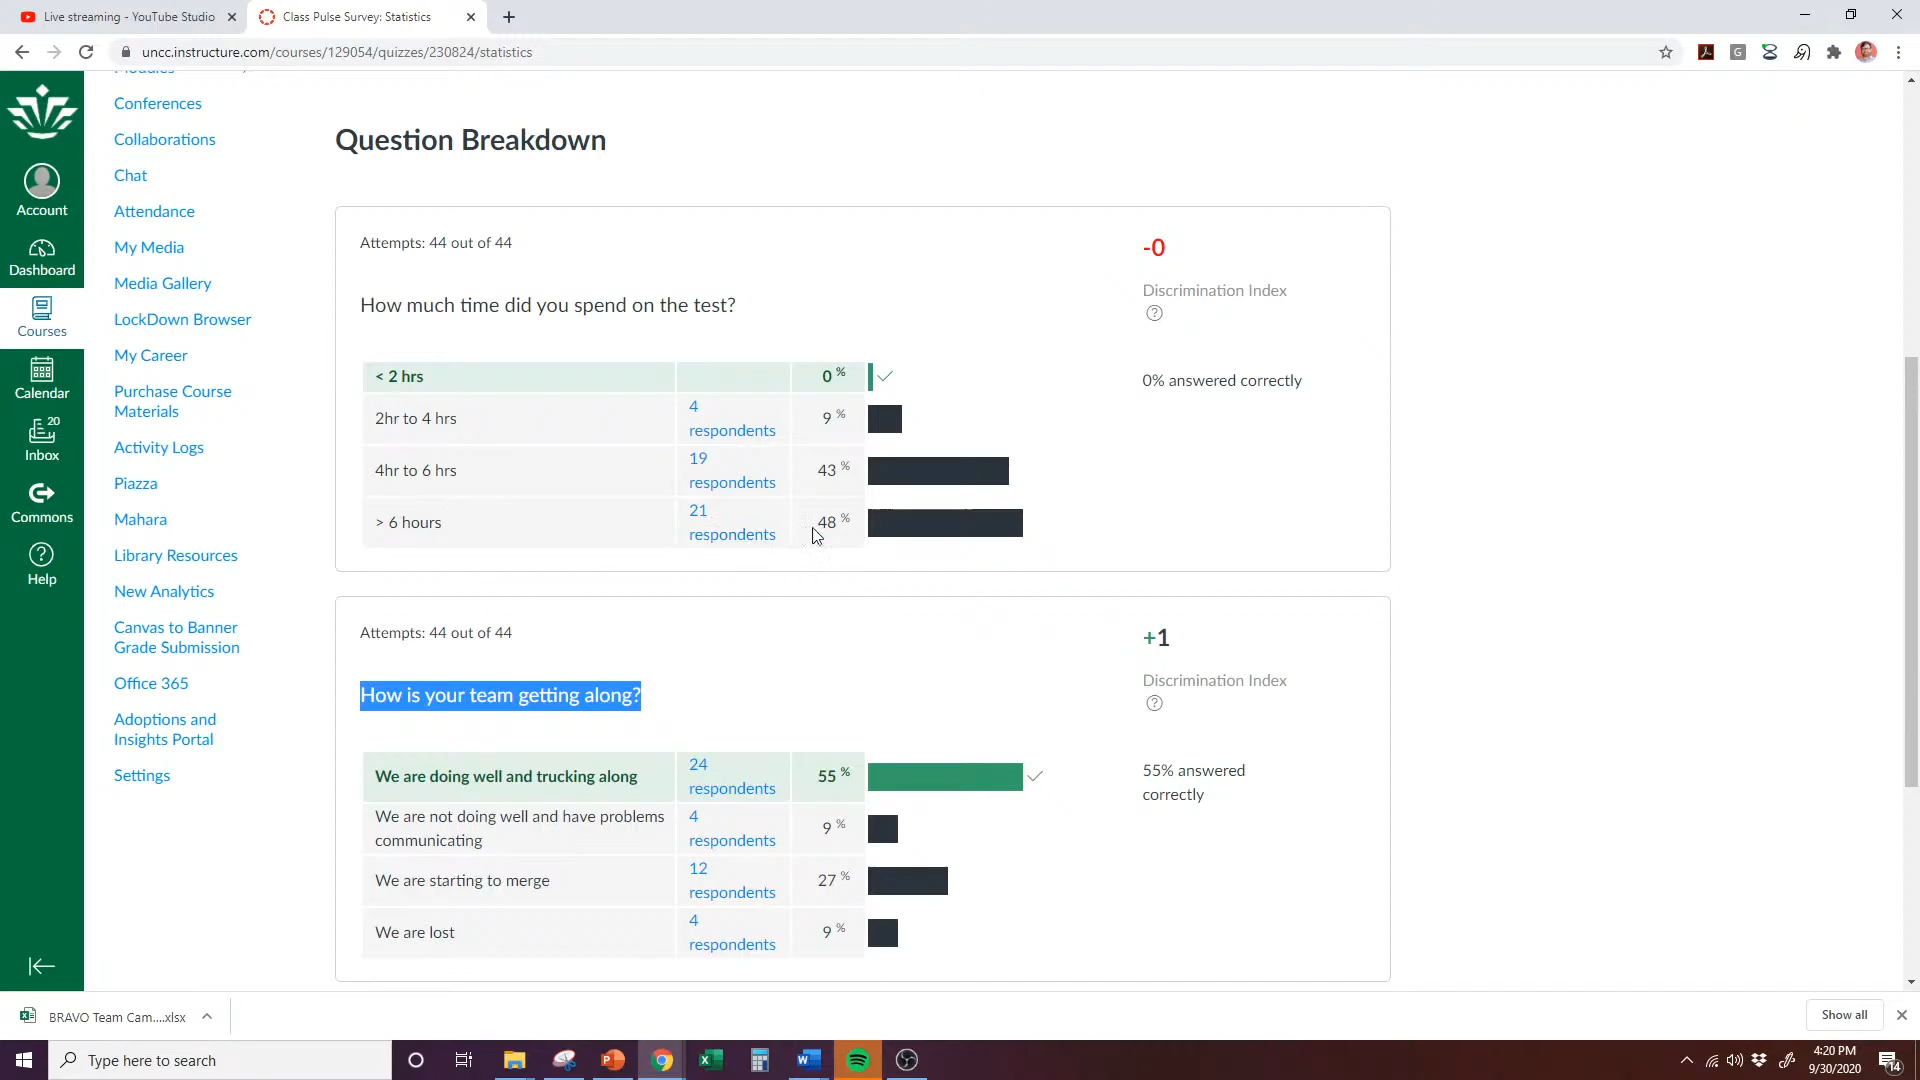 Live streaming - YouTube Studio
Class Pulse Survey: Statistics
uncc.instructure.com/courses/129054/quizzes/230824/statistics
Account
Dashboard
Courses
Calendar
20
Inbox
Commons
Help
Modules
Conferences
Collaborations
Chat
Attendance
My Media
Media Gallery
LockDown Browser
My Career
Purchase Course
Materials
Activity Logs
Piazza
Mahara
Library Resources
New Analytics
Canvas to Banner
Grade Submission
Office 365
Adoptions and
Insights Portal
Settings
Question Breakdown
Attempts: 44 out of 44
-0
Discrimination Index
?
How much time did you spend on the test?
< 2 hrs 0 %
0% answered correctly
2hr to 4 hrs 4 respondents 9 %
4hr to 6 hrs 19 respondents 43 %
> 6 hours 21 respondents 48 %
Attempts: 44 out of 44
+1
Discrimination Index
?
How is your team getting along?
We are doing well and trucking along 24 respondents 55 %
55% answered
correctly
We are not doing well and have problems
communicating 4 respondents 9 %
We are starting to merge 12 respondents 27 %
We are lost 4 respondents 9 %
BRAVO Team Cam....xlsx
Show all
Type here to search
4:20 PM
9/30/2020
14